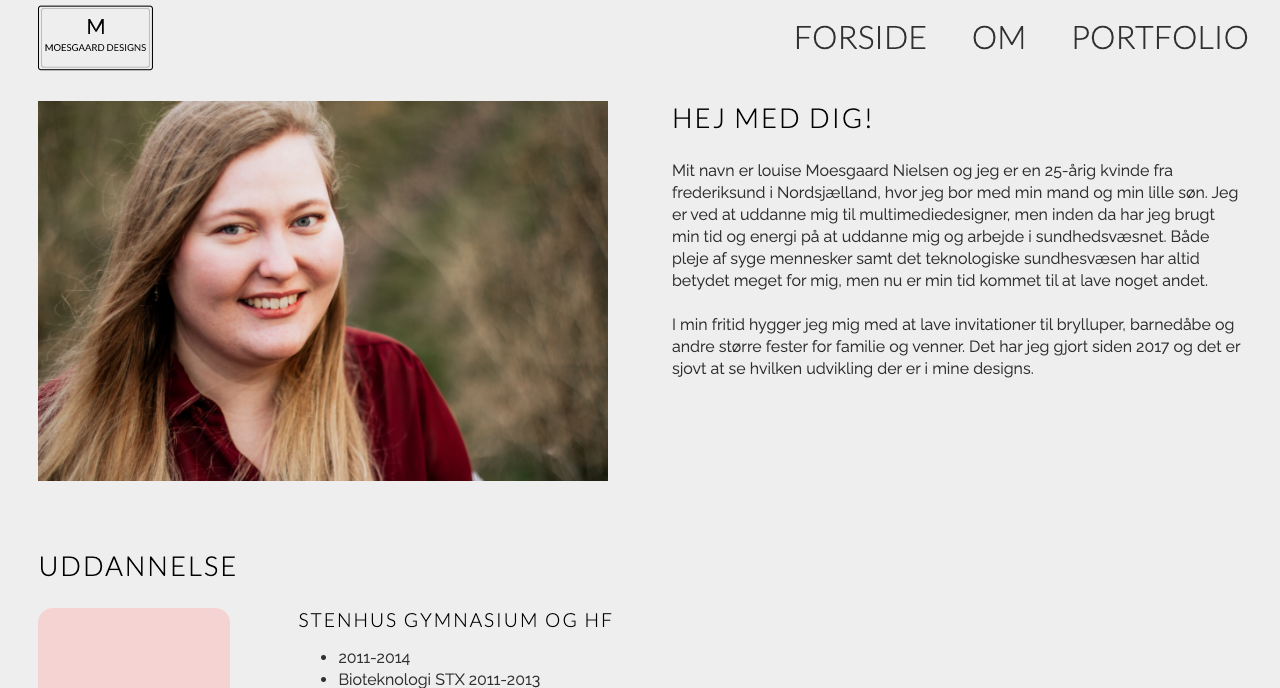 M
MOESGAARD DESIGNS
FORSIDE OM PORTFOLIO
HEJ MED DIG!
Mit navn er louise Moesgaard Nielsen og jeg er en 25-årig kvinde fra
frederiksund i Nordsjælland, hvor jeg bor med min mand og min lille søn. Jeg
er ved at uddanne mig til multimediedesigner, men inden da har jeg brugt
min tid og energi på at uddanne mig og arbejde i sundhedsvæsnet. Både
pleje af syge mennesker samt det teknologiske sundhesvæsen har altid
betydet meget for mig, men nu er min tid kommet til at lave noget andet.
I min fritid hygger jeg mig med at lave invitationer til brylluper, barnedåbe og
andre større fester for familie og venner. Det har jeg gjort siden 2017 og det er
sjovt at se hvilken udvikling der er i mine designs.
UDDANNELSE
STENHUS GYMNASIUM OG HF
• 2011-2014
• Bioteknologi STX 2011-2013